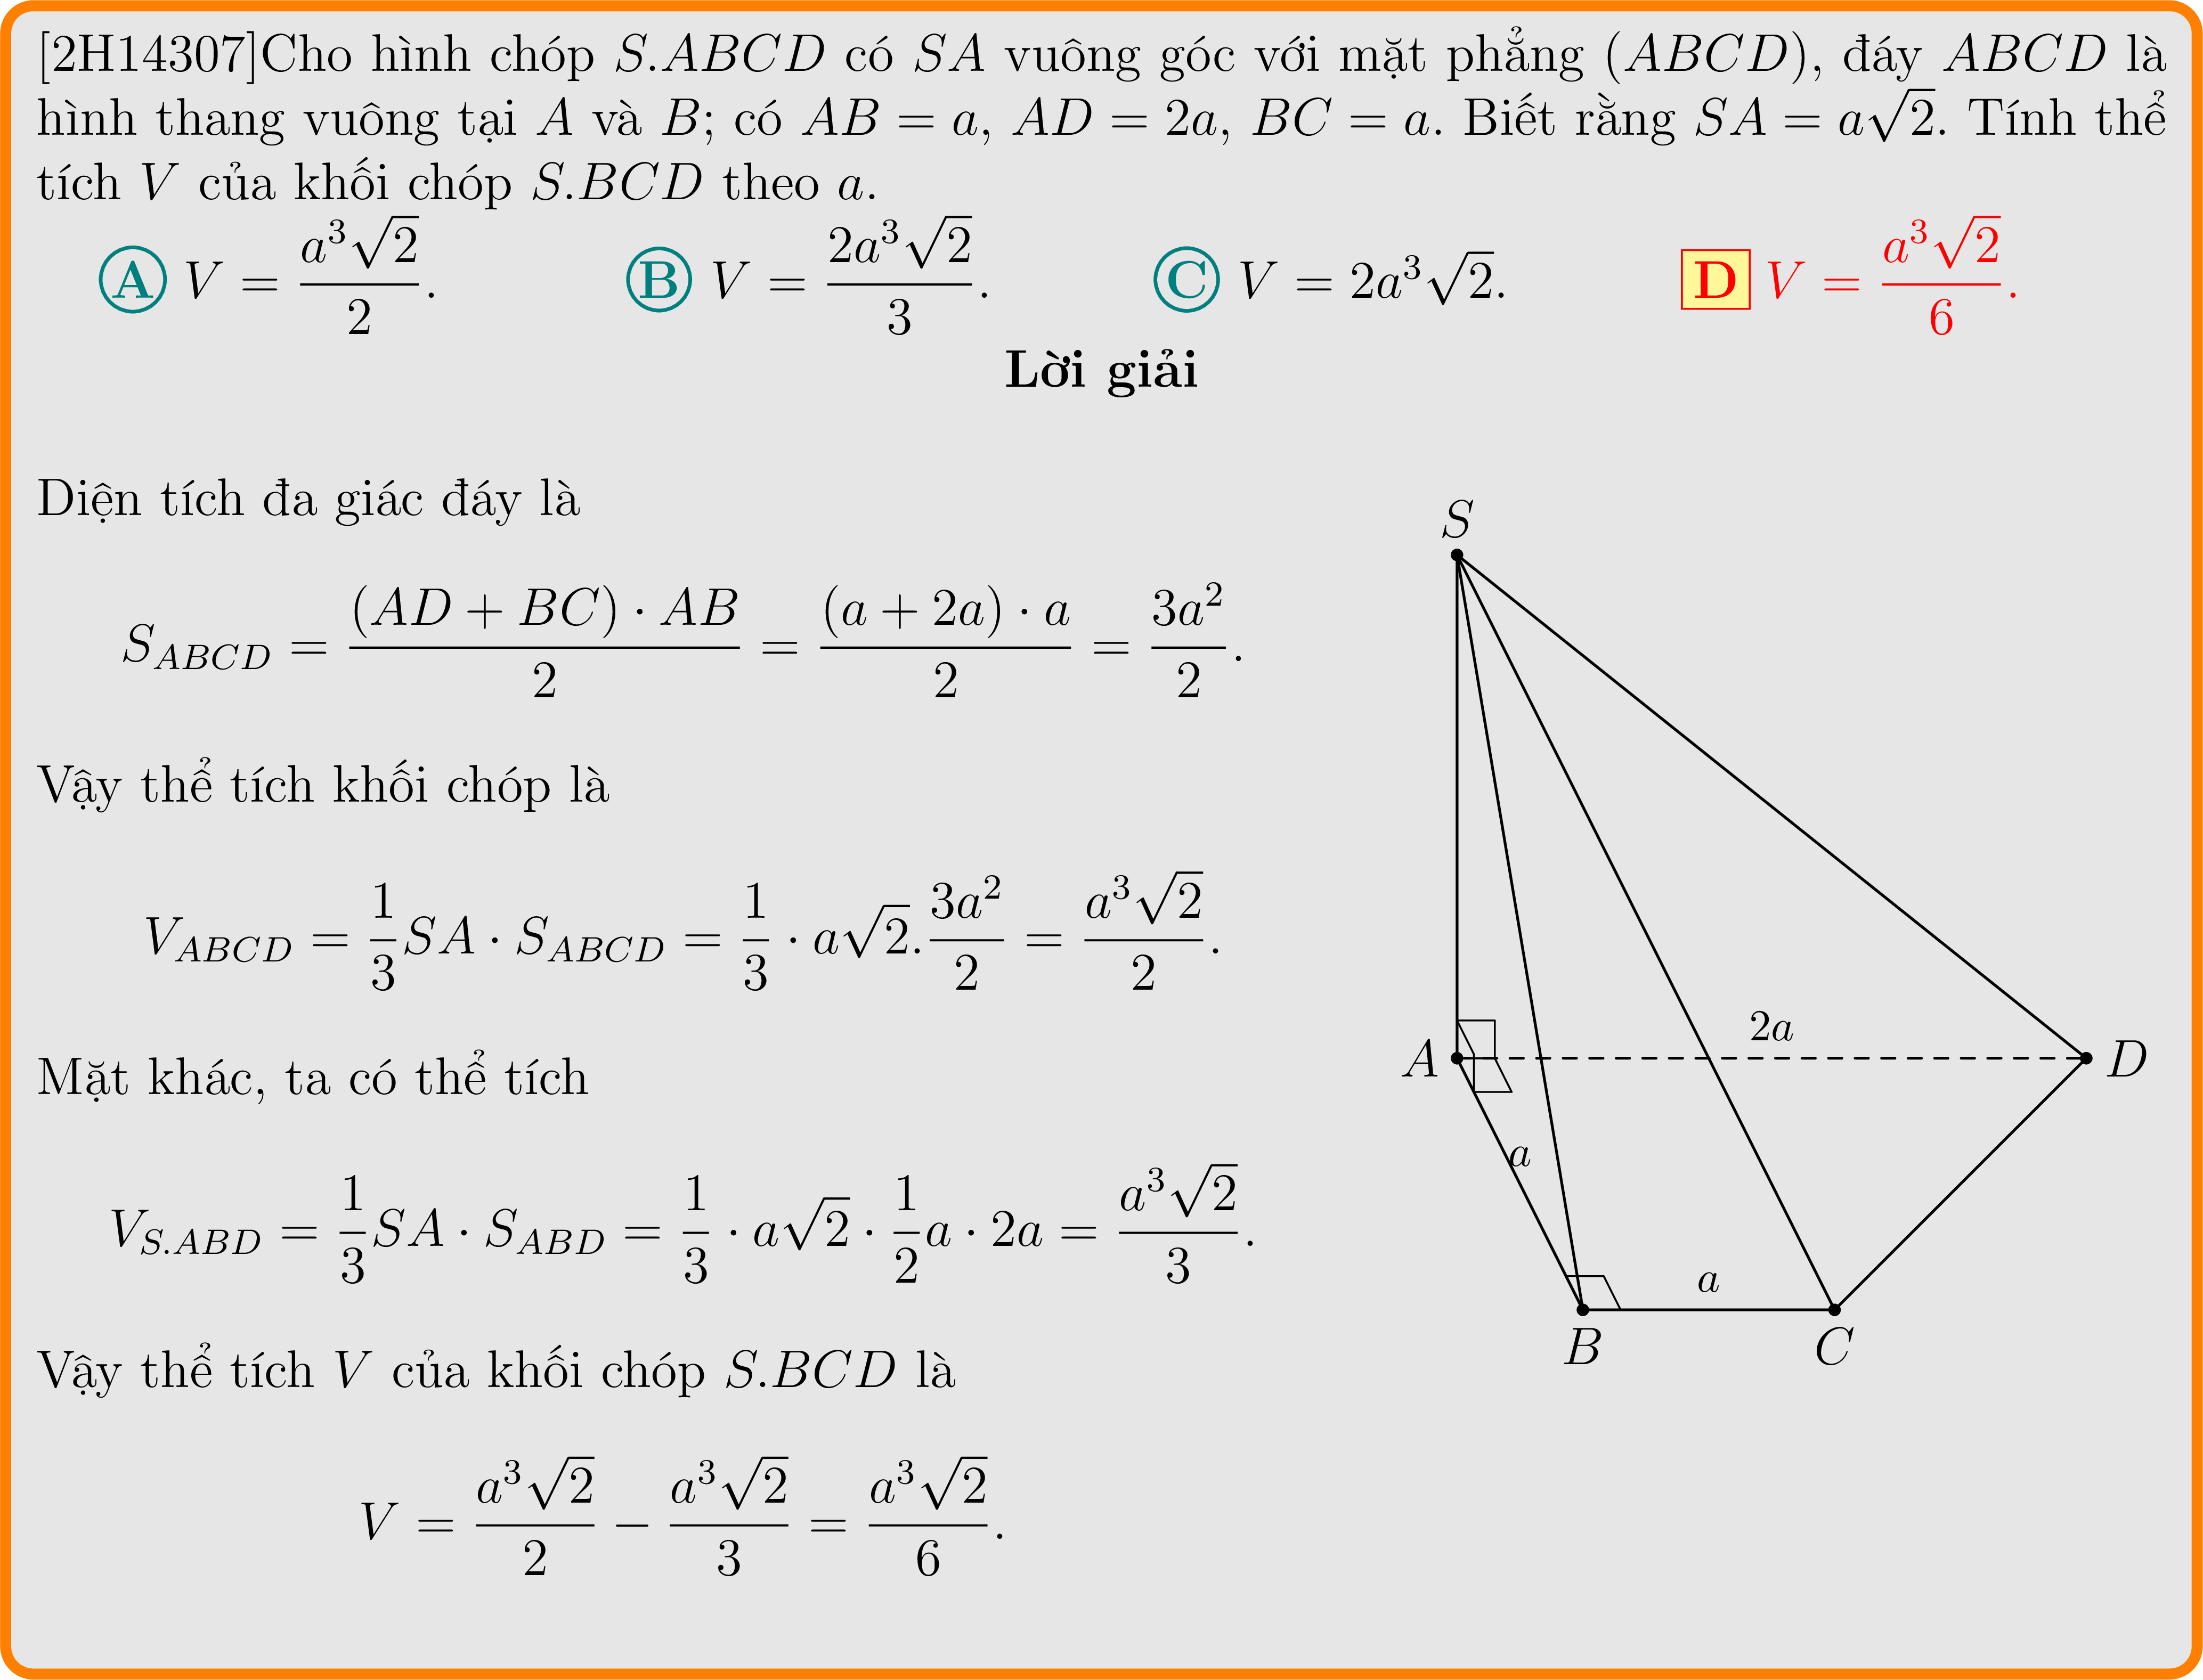 [2H14307]Cho hình chóp S.ABCD có SA vuông góc với mặt phẳng (ABCD), đáy ABCD là
hình thang vuông tại A và B; có AB = a, AD = 2a, BC = a. Biết rằng SA = a√2. Tính thể
tích V của khối chóp S.BCD theo a.
A V = \frac{a^3\sqrt{2}}{2}. B V = \frac{2a^3\sqrt{2}}{3}. C V = 2a^3\sqrt{2}. D V = \frac{a^3\sqrt{2}}{6}.
Lời giải
Diện tích đa giác đáy là
S_{ABCD} = \frac{(AD + BC) \cdot AB}{2} = \frac{(a + 2a) \cdot a}{2} = \frac{3a^2}{2}.
Vậy thể tích khối chóp là
V_{ABCD} = \frac{1}{3}SA \cdot S_{ABCD} = \frac{1}{3} \cdot a\sqrt{2}.\frac{3a^2}{2} = \frac{a^3\sqrt{2}}{2}.
Mặt khác, ta có thể tích
V_{S.ABD} = \frac{1}{3}SA \cdot S_{ABD} = \frac{1}{3} \cdot a\sqrt{2} \cdot \frac{1}{2}a \cdot 2a = \frac{a^3\sqrt{2}}{3}.
Vậy thể tích V của khối chóp S.BCD là
V = \frac{a^3\sqrt{2}}{2} - \frac{a^3\sqrt{2}}{3} = \frac{a^3\sqrt{2}}{6}.
S
2a
A D
a
a
B C